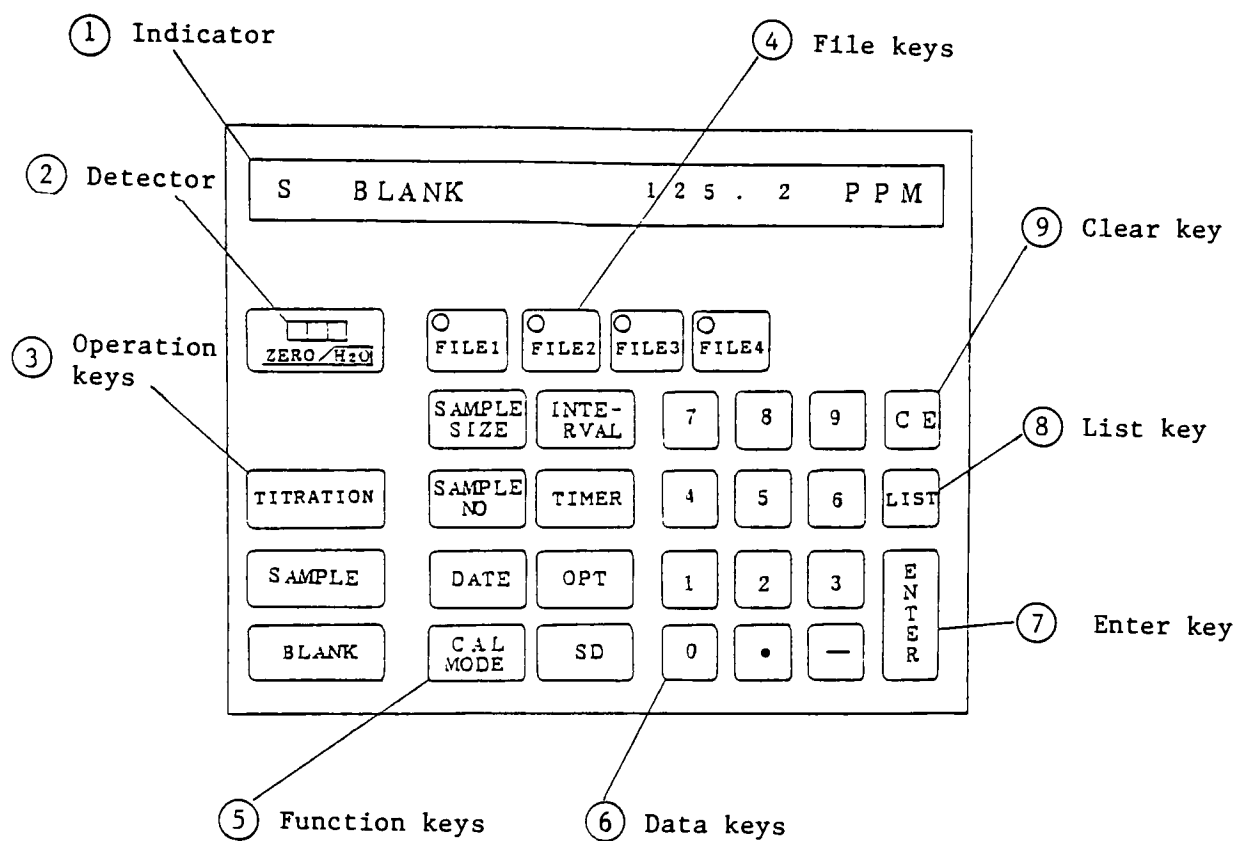 ① Indicator
④ File keys
S BLANK 125.2 PPM
② Detector
⑨ Clear key
③ Operation
keys
ZERO/H₂O
FILE1 FILE2 FILE3 FILE4
SAMPLE
SIZE
INTE-
RVAL
7 8 9 C E
⑧ List key
TITRATION
SAMPLE
NO
TIMER
4 5 6 LIST
SAMPLE
DATE
OPT
1 2 3
ENTER
⑦ Enter key
BLANK
CAL
MODE
SD
0 • —
⑤ Function keys
⑥ Data keys